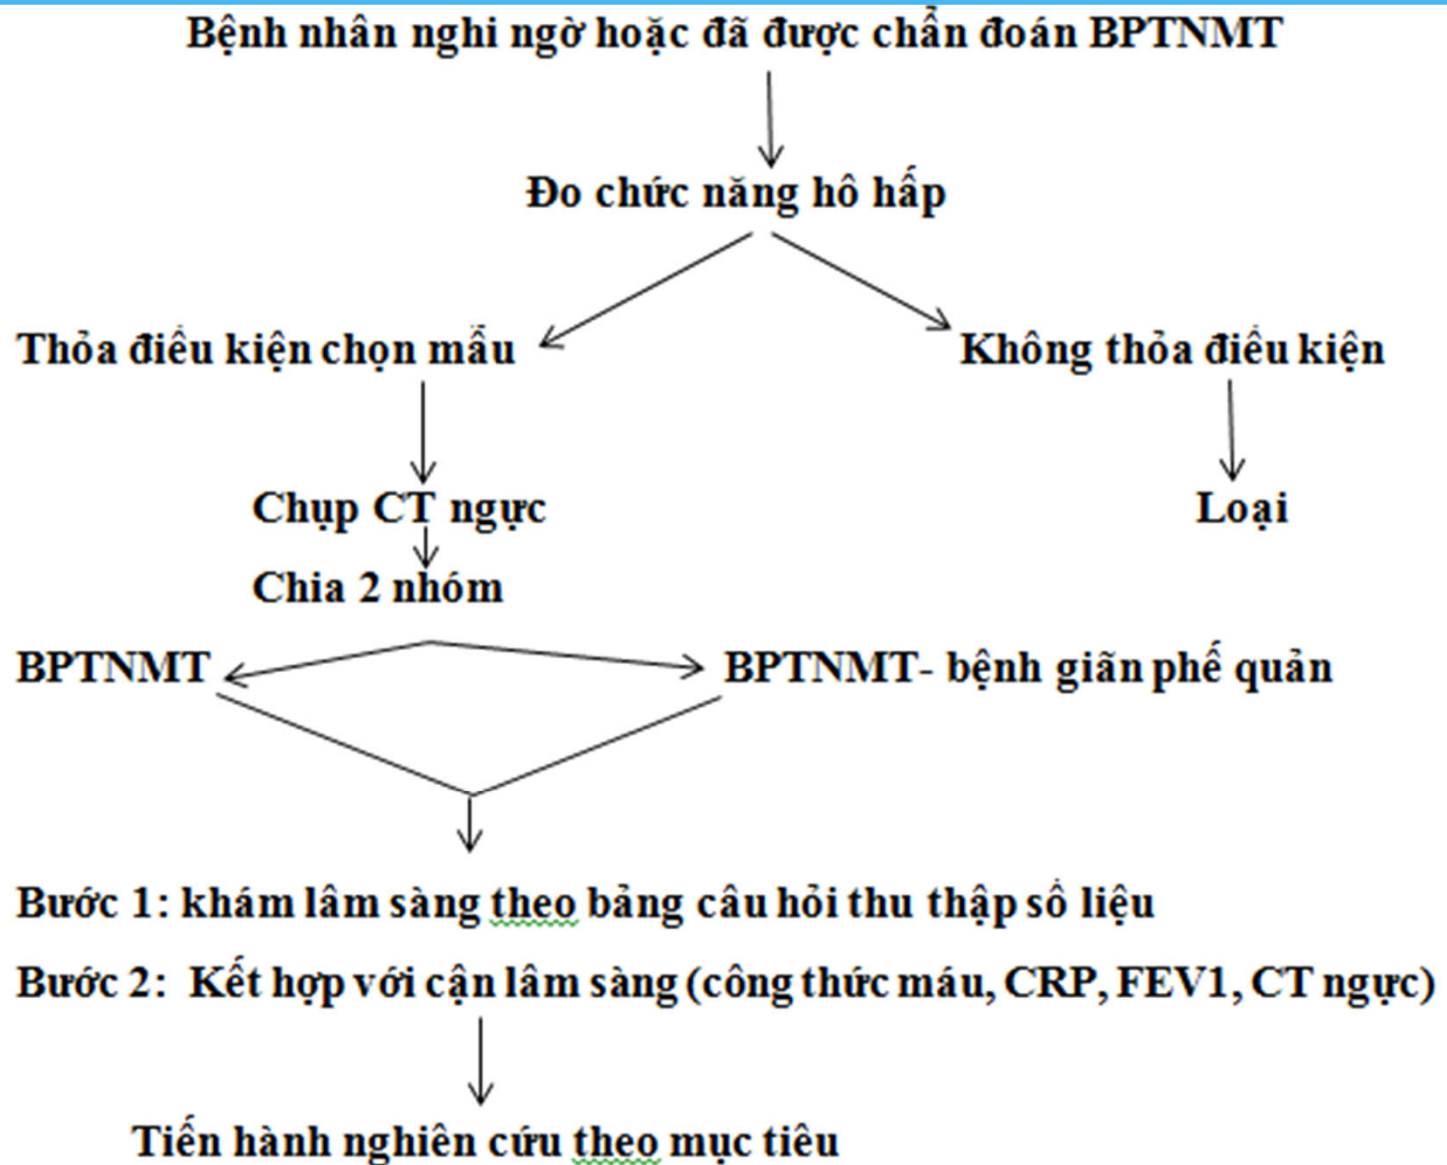 Bệnh nhân nghi ngờ hoặc đã được chẩn đoán BPTNMT
Đo chức năng hô hấp
Thỏa điều kiện chọn mẫu
Không thỏa điều kiện
Chụp CT ngực
Loại
Chia 2 nhóm
BPTNMT
BPTNMT- bệnh giãn phế quản
Bước 1: khám lâm sàng theo bảng câu hỏi thu thập số liệu
Bước 2: Kết hợp với cận lâm sàng (công thức máu, CRP, FEV1, CT ngực)
Tiến hành nghiên cứu theo mục tiêu